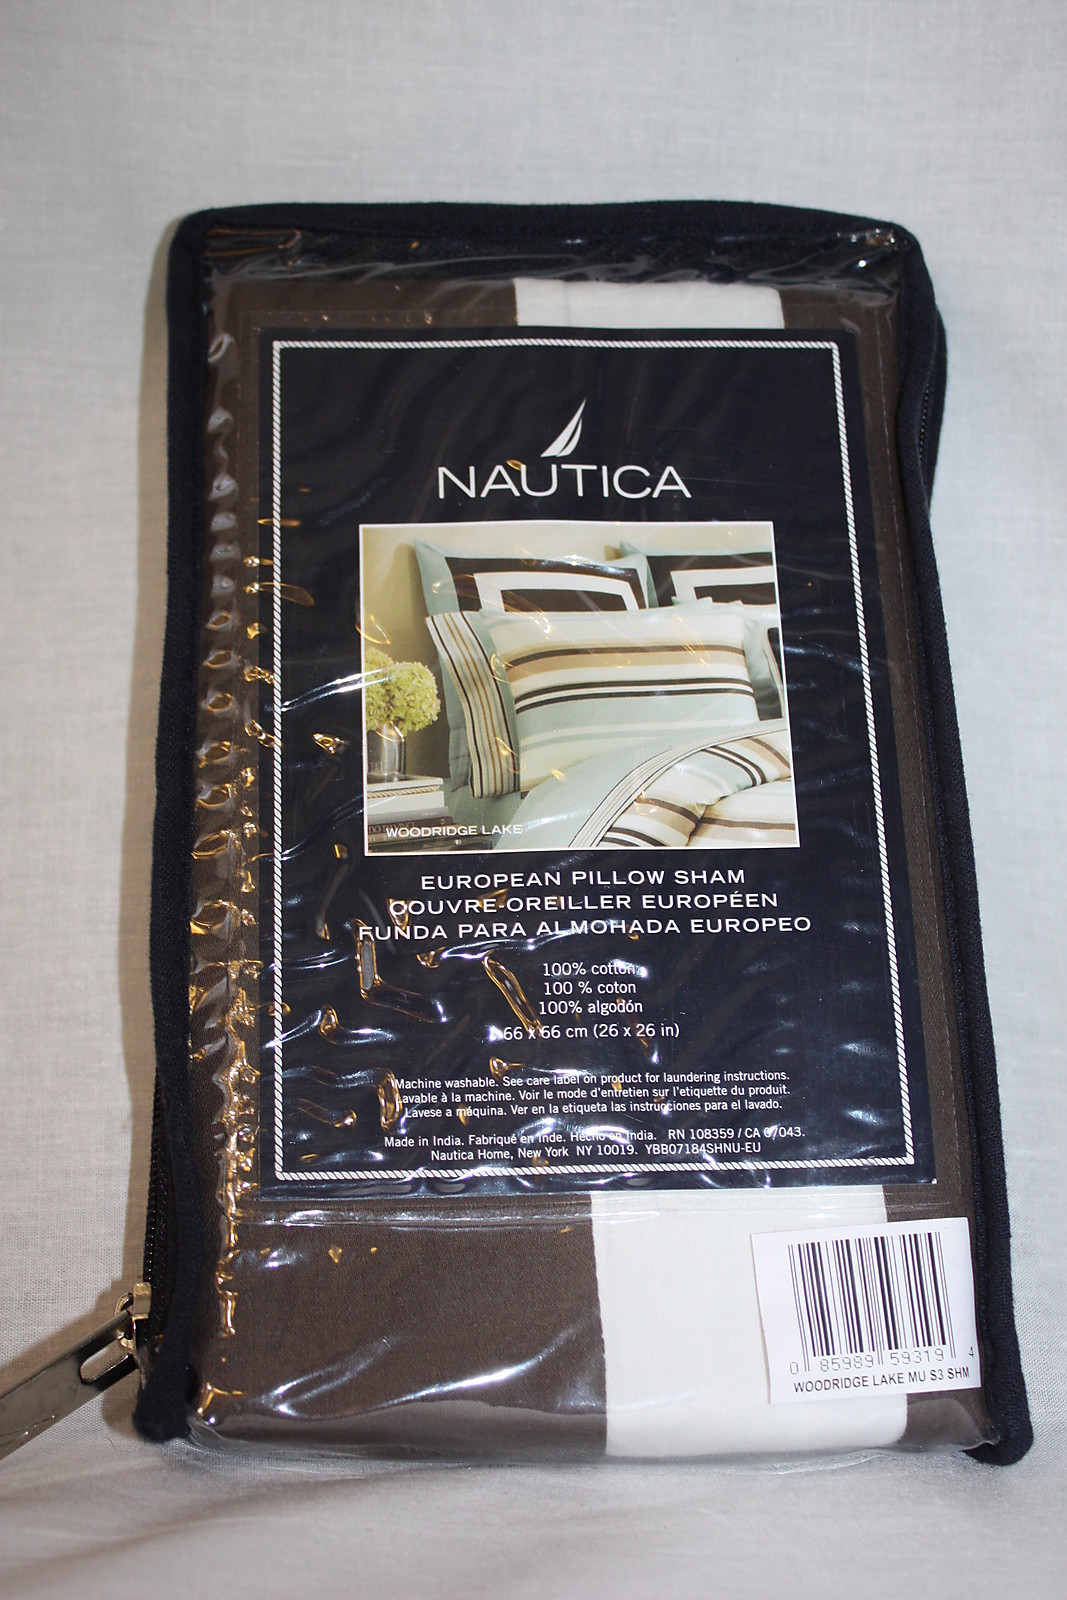 NAUTICA
WOODRIDGE LAKE
EUROPEAN PILLOW SHAM
COUVRE-OREILLER EUROPÉEN
FUNDA PARA ALMOHADA EUROPEO
100% cotton
100 % coton
100% algodón
66 x 66 cm (26 x 26 in)
Machine washable. See care label on product for laundering instructions.
Lavable à la machine. Voir le mode d'entretien sur l'etiquette du produit.
Lavese a máquina. Ver en la etiqueta las instrucciones para el lavado.
Made in India. Fabriqué en Inde. Hecho en India. RN 108359 / CA 07043.
Nautica Home, New York NY 10019. YBB07184SHNU-EU
0 85989 59319 4
WOODRIDGE LAKE MU S3 SHM